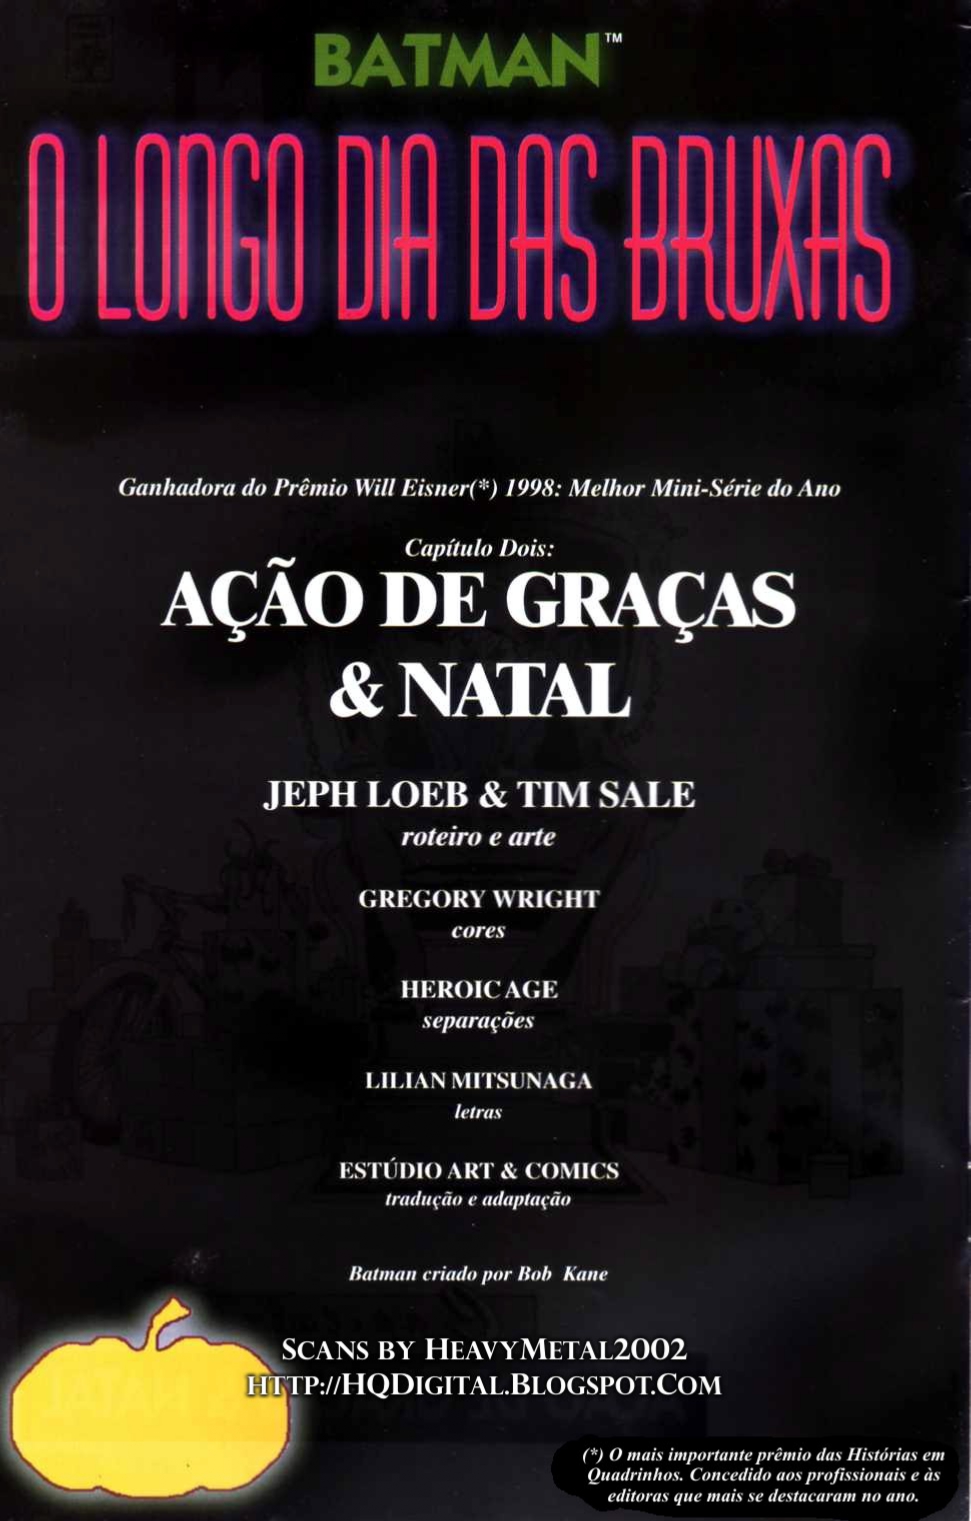 BATMAN™
O LONGO DIA DAS BRUXAS
Ganhadora do Prêmio Will Eisner(*) 1998: Melhor Mini-Série do Ano
Capítulo Dois:
AÇÃO DE GRAÇAS
& NATAL
JEPH LOEB & TIM SALE
roteiro e arte
GREGORY WRIGHT
cores
HEROIC AGE
separações
LILIAN MITSUNAGA
letras
ESTÚDIO ART & COMICS
tradução e adaptação
Batman criado por Bob Kane
SCANS BY HEAVYMETAL2002
HTTP://HQDIGITAL.BLOGSPOT.COM
(*) O mais importante prêmio das Histórias em
Quadrinhos. Concedido aos profissionais e às
editoras que mais se destacaram no ano.